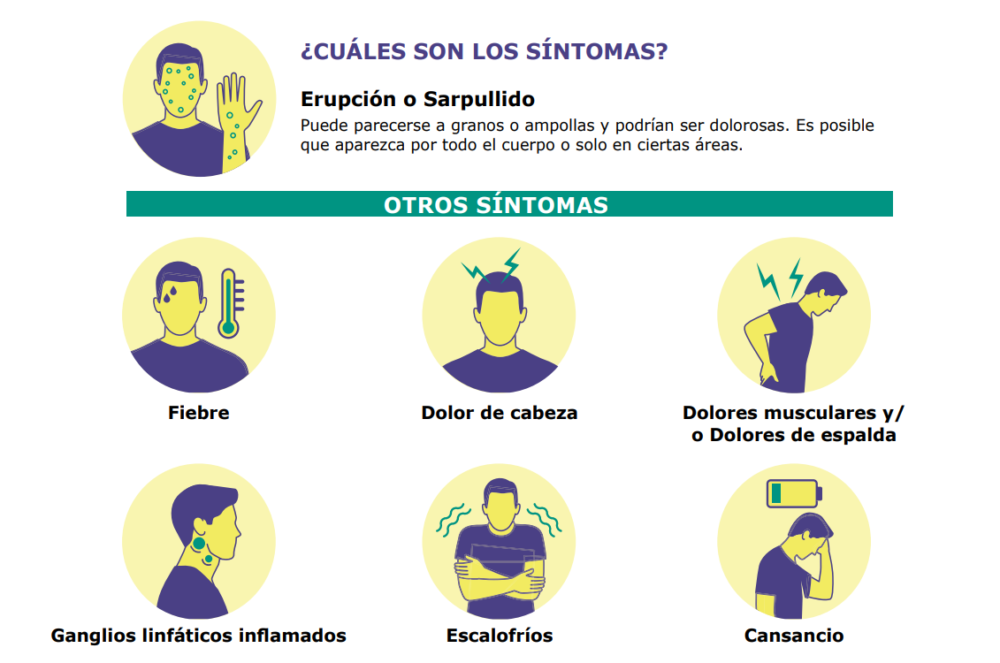 ¿CUÁLES SON LOS SÍNTOMAS?
Erupción o Sarpullido
Puede parecerse a granos o ampollas y podrían ser dolorosas. Es posible
que aparezca por todo el cuerpo o solo en ciertas áreas.
OTROS SÍNTOMAS
Fiebre
Dolor de cabeza
Dolores musculares y/
o Dolores de espalda
Ganglios linfáticos inflamados
Escalofríos
Cansancio